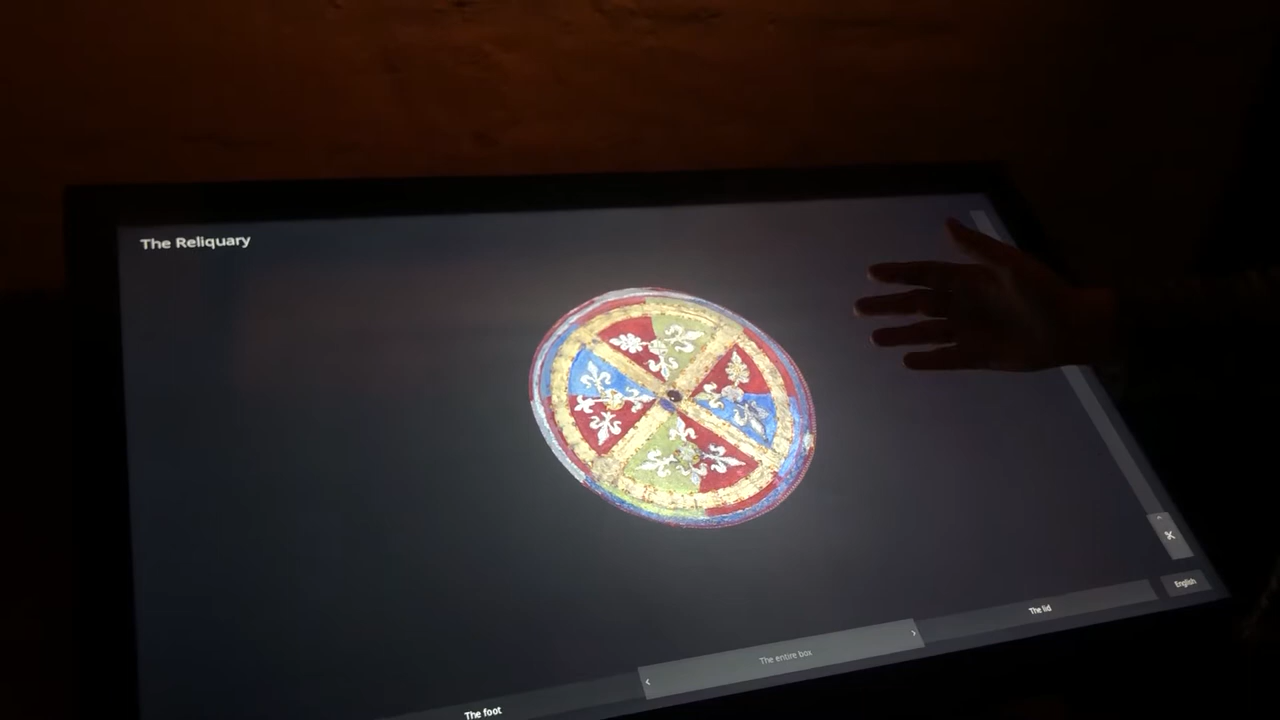 The Reliquary
English
The lid
The entire box
The foot